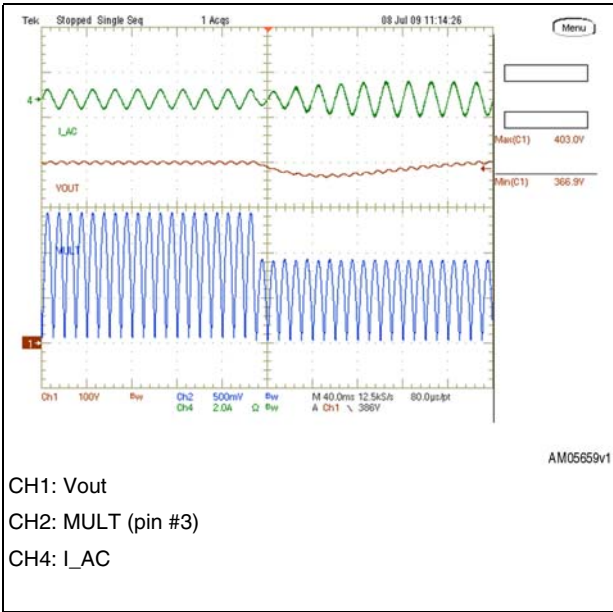 Tek Stopped Single Seq 1 Acqs 08 Jul 09 11:14:26 Menu
4
I_AC
Max(C1) 403.0V
VOUT
Min(C1) 366.9V
MULT
1
Ch1 100V Bw Ch2 500mV Bw M 40.0ms 12.5kS/s 80.0µs/pt
Ch4 2.0A Ω Bw A Ch1 \ 386V
AM05659v1
CH1: Vout
CH2: MULT (pin #3)
CH4: I_AC